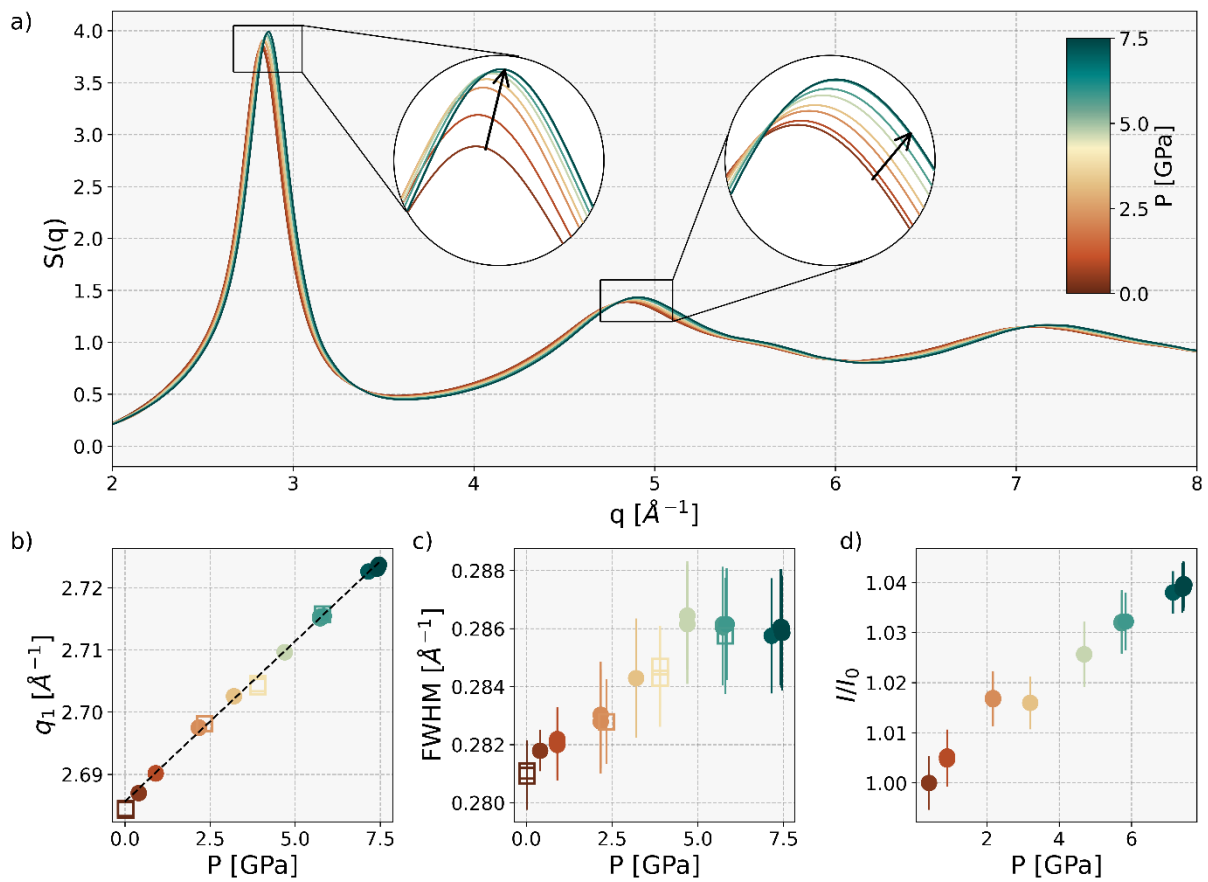 a)
4.0
3.5
3.0
2.5
2.0
1.5
1.0
0.5
0.0
S(q)
2 3 4 5 6 7 8
q [Å⁻¹]
7.5
5.0
2.5
0.0
P [GPa]
b)
2.72
2.71
2.70
2.69
q₁ [Å⁻¹]
0.0 2.5 5.0 7.5
P [GPa]
c)
0.288
0.286
0.284
0.282
0.280
FWHM [Å⁻¹]
0.0 2.5 5.0 7.5
P [GPa]
d)
1.04
1.03
1.02
1.01
1.00
I/I₀
2 4 6
P [GPa]